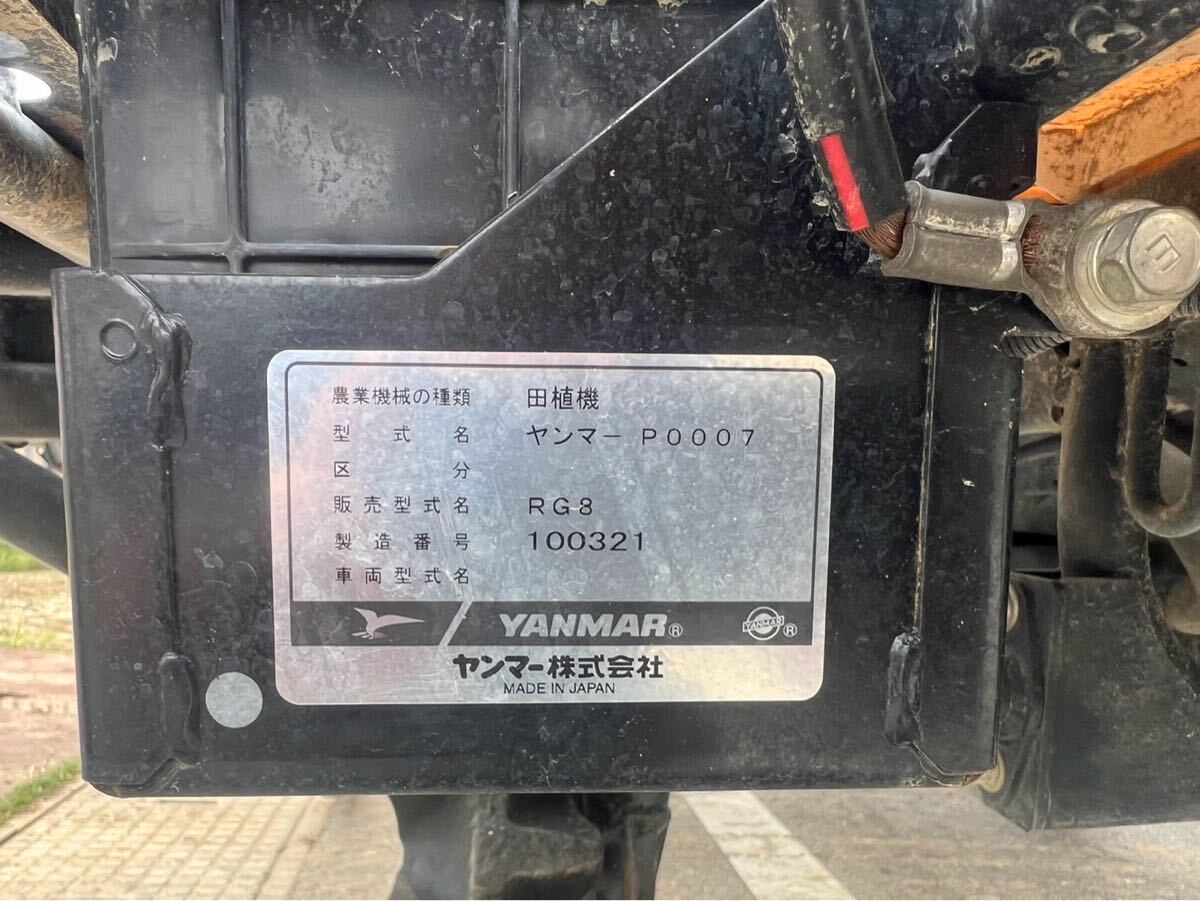 農業機械の種類 田植機
型式名 ヤンマー P0007
区分
販売型式名 RG8
製造番号 100321
車両型式名
YANMAR® YANMAR ®
ヤンマー株式会社
MADE IN JAPAN